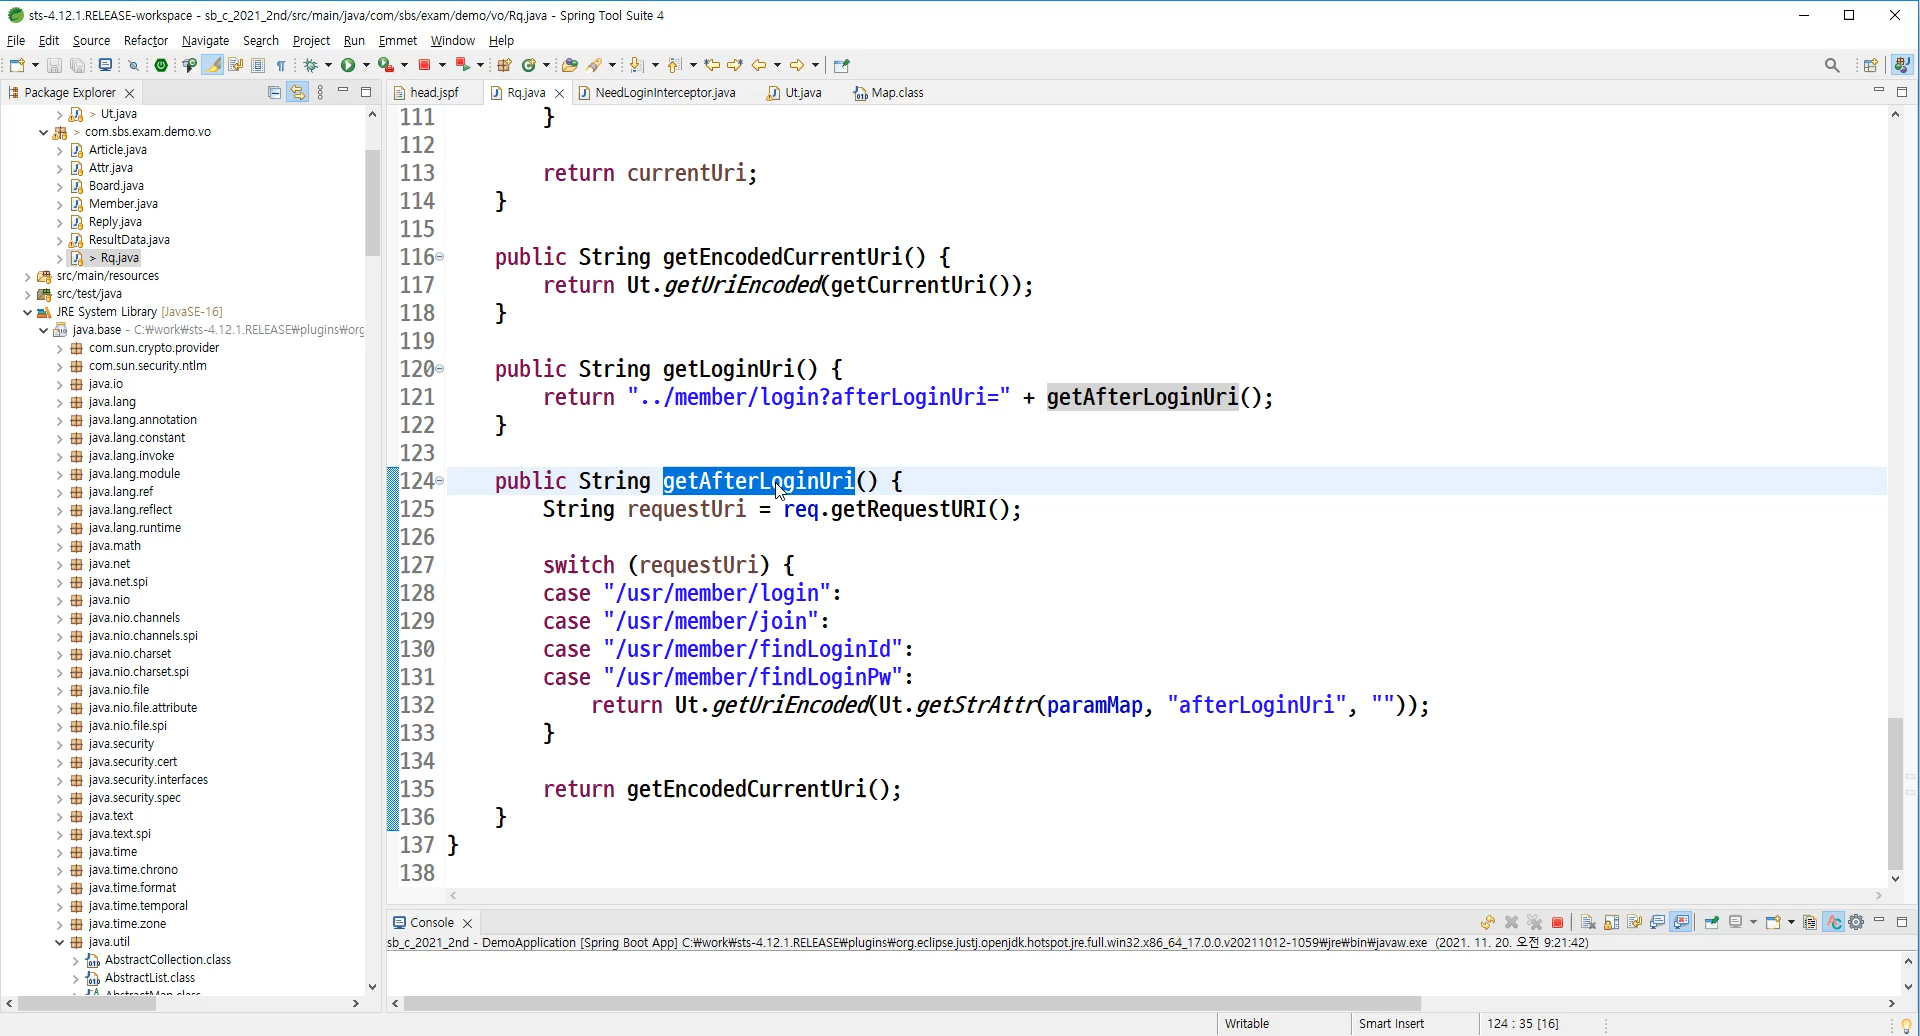 sts-4.12.1.RELEASE-workspace - sb_c_2021_2nd/src/main/java/com/sbs/exam/demo/vo/Rq.java - Spring Tool Suite 4
File Edit Source Refactor Navigate Search Project Run Emmet Window Help
Package Explorer
head.jspf Rq.java NeedLoginInterceptor.java Ut.java Map.class
> Ut.java
> com.sbs.exam.demo.vo
Article.java
Attr.java
Board.java
Member.java
Reply.java
ResultData.java
> Rq.java
src/main/resources
src/test/java
JRE System Library [JavaSE-16]
java.base - C:₩work₩sts-4.12.1.RELEASE₩plugins₩org
com.sun.crypto.provider
com.sun.security.ntlm
java.io
java.lang
java.lang.annotation
java.lang.constant
java.lang.invoke
java.lang.module
java.lang.ref
java.lang.reflect
java.lang.runtime
java.math
java.net
java.net.spi
java.nio
java.nio.channels
java.nio.channels.spi
java.nio.charset
java.nio.charset.spi
java.nio.file
java.nio.file.attribute
java.nio.file.spi
java.security
java.security.cert
java.security.interfaces
java.security.spec
java.text
java.text.spi
java.time
java.time.chrono
java.time.format
java.time.temporal
java.time.zone
java.util
AbstractCollection.class
AbstractList.class
AbstractMap.class
111 }
112
113 return currentUri;
114 }
115
116 public String getEncodedCurrentUri() {
117 return Ut.getUriEncoded(getCurrentUri());
118 }
119
120 public String getLoginUri() {
121 return "../member/login?afterLoginUri=" + getAfterLoginUri();
122 }
123
124 public String getAfterLoginUri() {
125 String requestUri = req.getRequestURI();
126
127 switch (requestUri) {
128 case "/usr/member/login":
129 case "/usr/member/join":
130 case "/usr/member/findLoginId":
131 case "/usr/member/findLoginPw":
132 return Ut.getUriEncoded(Ut.getStrAttr(paramMap, "afterLoginUri", ""));
133 }
134
135 return getEncodedCurrentUri();
136 }
137 }
138
Console
sb_c_2021_2nd - DemoApplication [Spring Boot App] C:₩work₩sts-4.12.1.RELEASE₩plugins₩org.eclipse.justj.openjdk.hotspot.jre.full.win32.x86_64_17.0.0.v20211012-1059₩jre₩bin₩javaw.exe (2021. 11. 20. 오전 9:21:42)
Writable Smart Insert 124 : 35 [16]